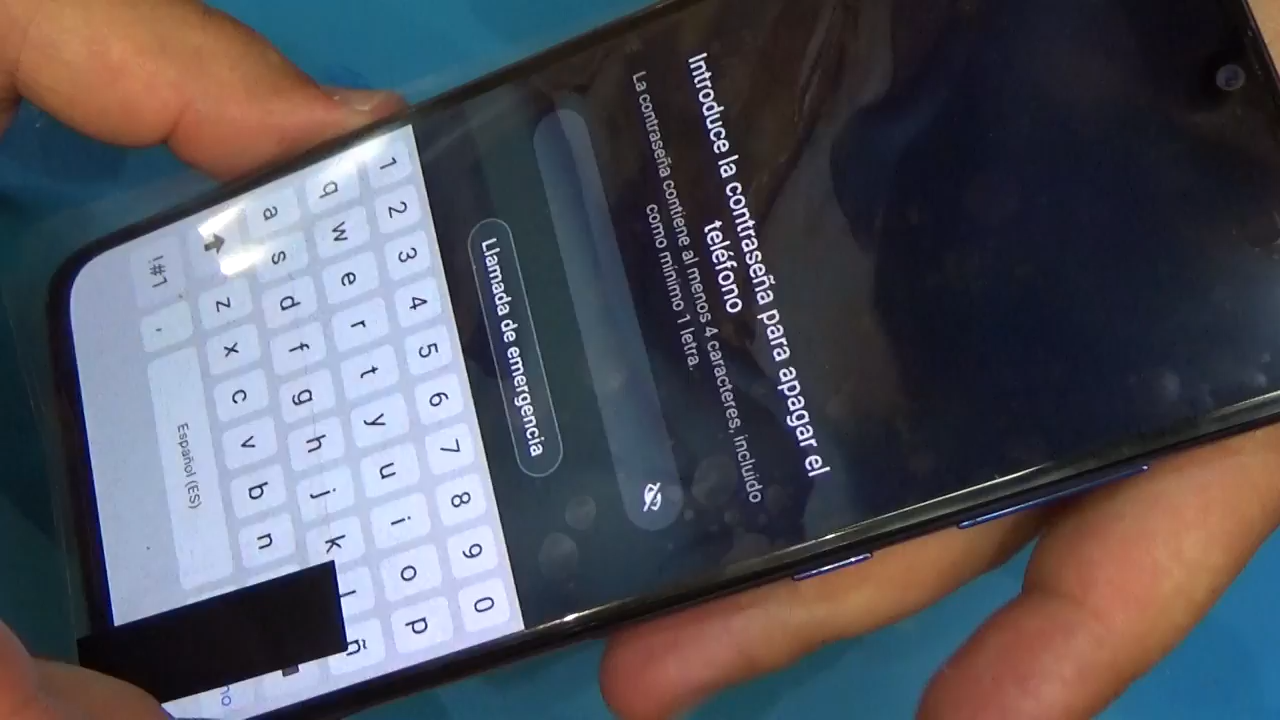 Introduce la contraseña para apagar el
teléfono
La contraseña contiene al menos 4 caracteres, incluido
como mínimo 1 letra.
Llamada de emergencia
1 2 3 4 5 6 7 8 9 0
q w e r t y u i o p
a s d f g h j k l ñ
z x c v b n
!#1 , Español (ES)